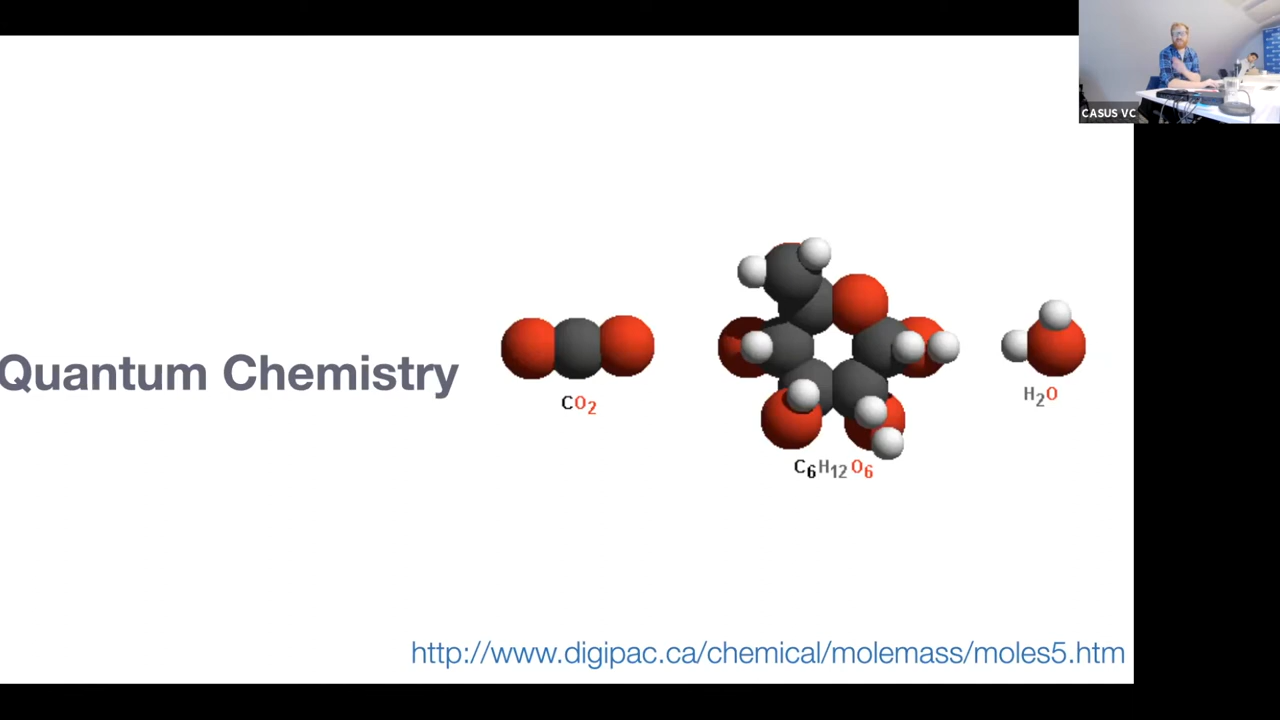 CASUS VC
Quantum Chemistry
CO2
C6H12O6
H2O
http://www.digipac.ca/chemical/molemass/moles5.htm